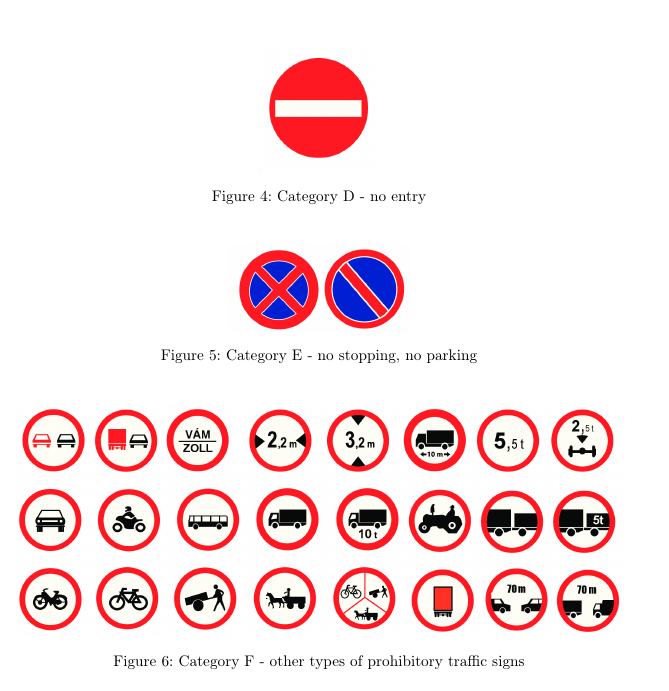 Figure 4: Category D - no entry
Figure 5: Category E - no stopping, no parking
VÁM
ZOLL
2,2 m
3,2 m
10 m
5,5 t
2,5 t
10 t
5t
70 m
70 m
Figure 6: Category F - other types of prohibitory traffic signs